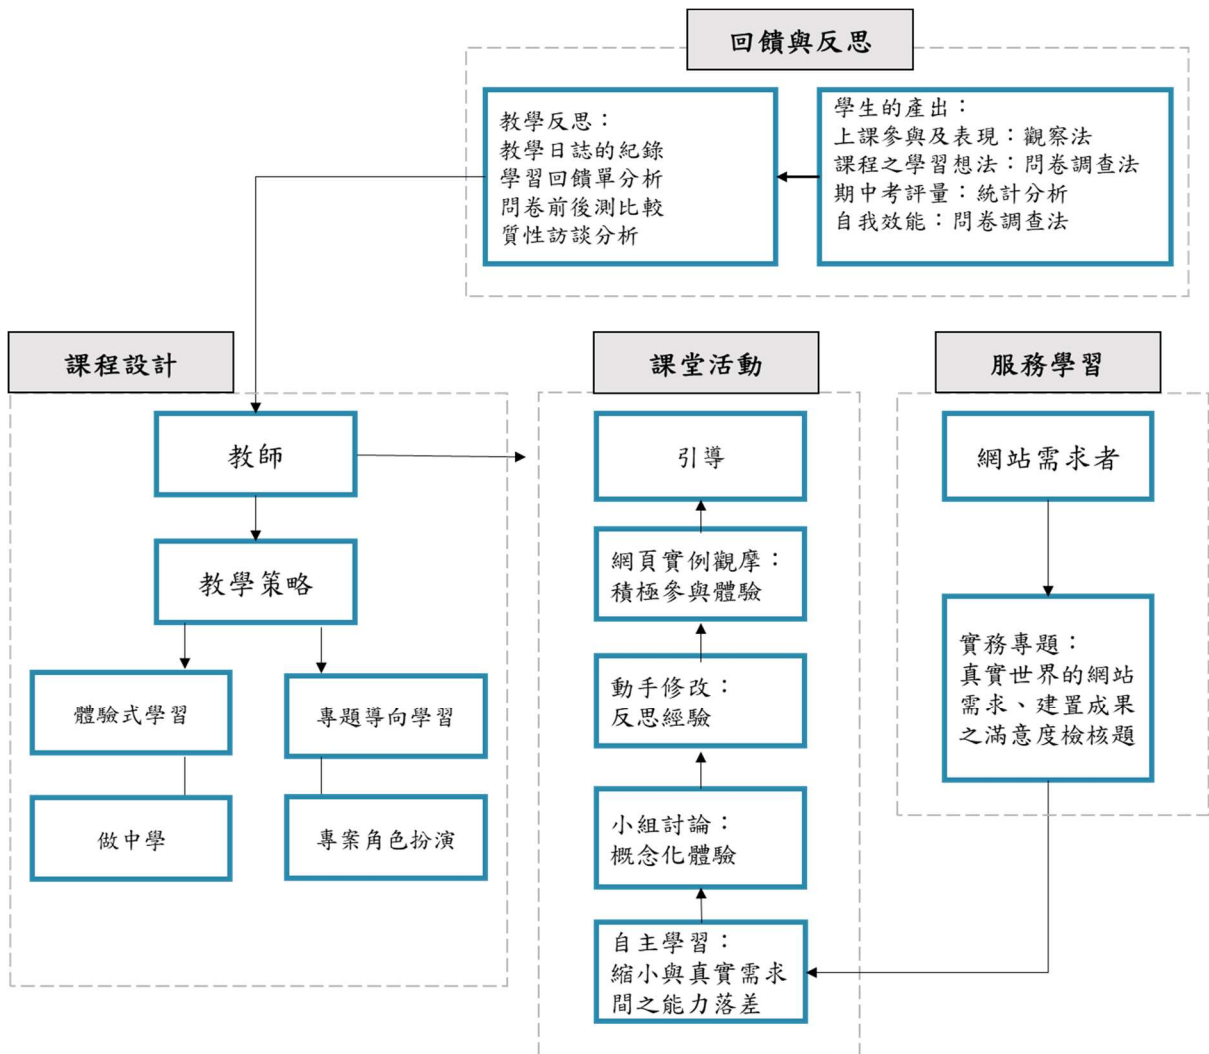 回饋與反思
教學反思：
教學日誌的紀錄
學習回饋單分析
問卷前後測比較
質性訪談分析
學生的產出：
上課參與及表現：觀察法
課程之學習想法：問卷調查法
期中考評量：統計分析
自我效能：問卷調查法
課程設計
教師
教學策略
體驗式學習
專題導向學習
做中學
專案角色扮演
課堂活動
引導
網頁實例觀摩：
積極參與體驗
動手修改：
反思經驗
小組討論：
概念化體驗
自主學習：
縮小與真實需求
間之能力落差
服務學習
網站需求者
實務專題：
真實世界的網站
需求、建置成果
之滿意度檢核題